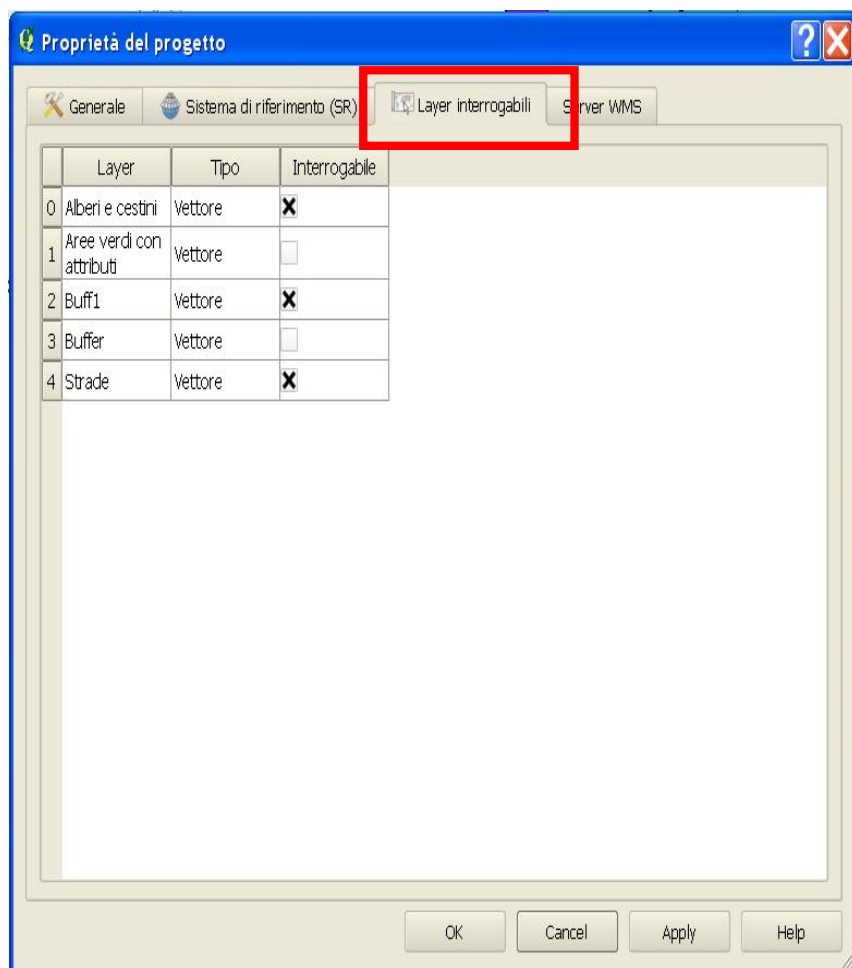 Proprietà del progetto
Generale Sistema di riferimento (SR) Layer interrogabili Server WMS
Layer Tipo Interrogabile
0 Alberi e cestini Vettore
1 Aree verdi con attributi Vettore
2 Buff1 Vettore
3 Buffer Vettore
4 Strade Vettore
OK Cancel Apply Help